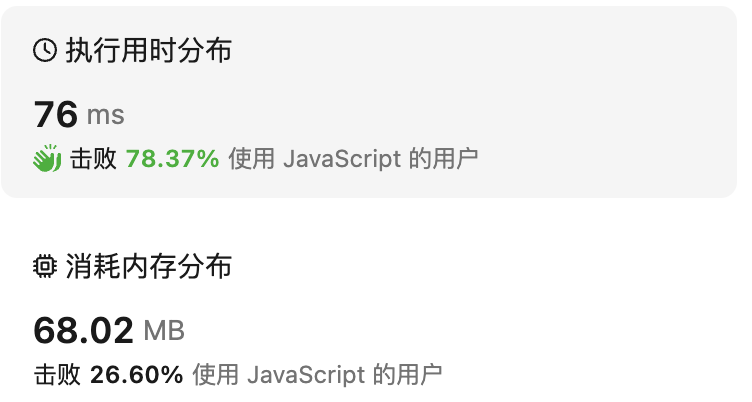 执行用时分布
76 ms
击败 78.37% 使用 JavaScript 的用户
消耗内存分布
68.02 MB
击败 26.60% 使用 JavaScript 的用户